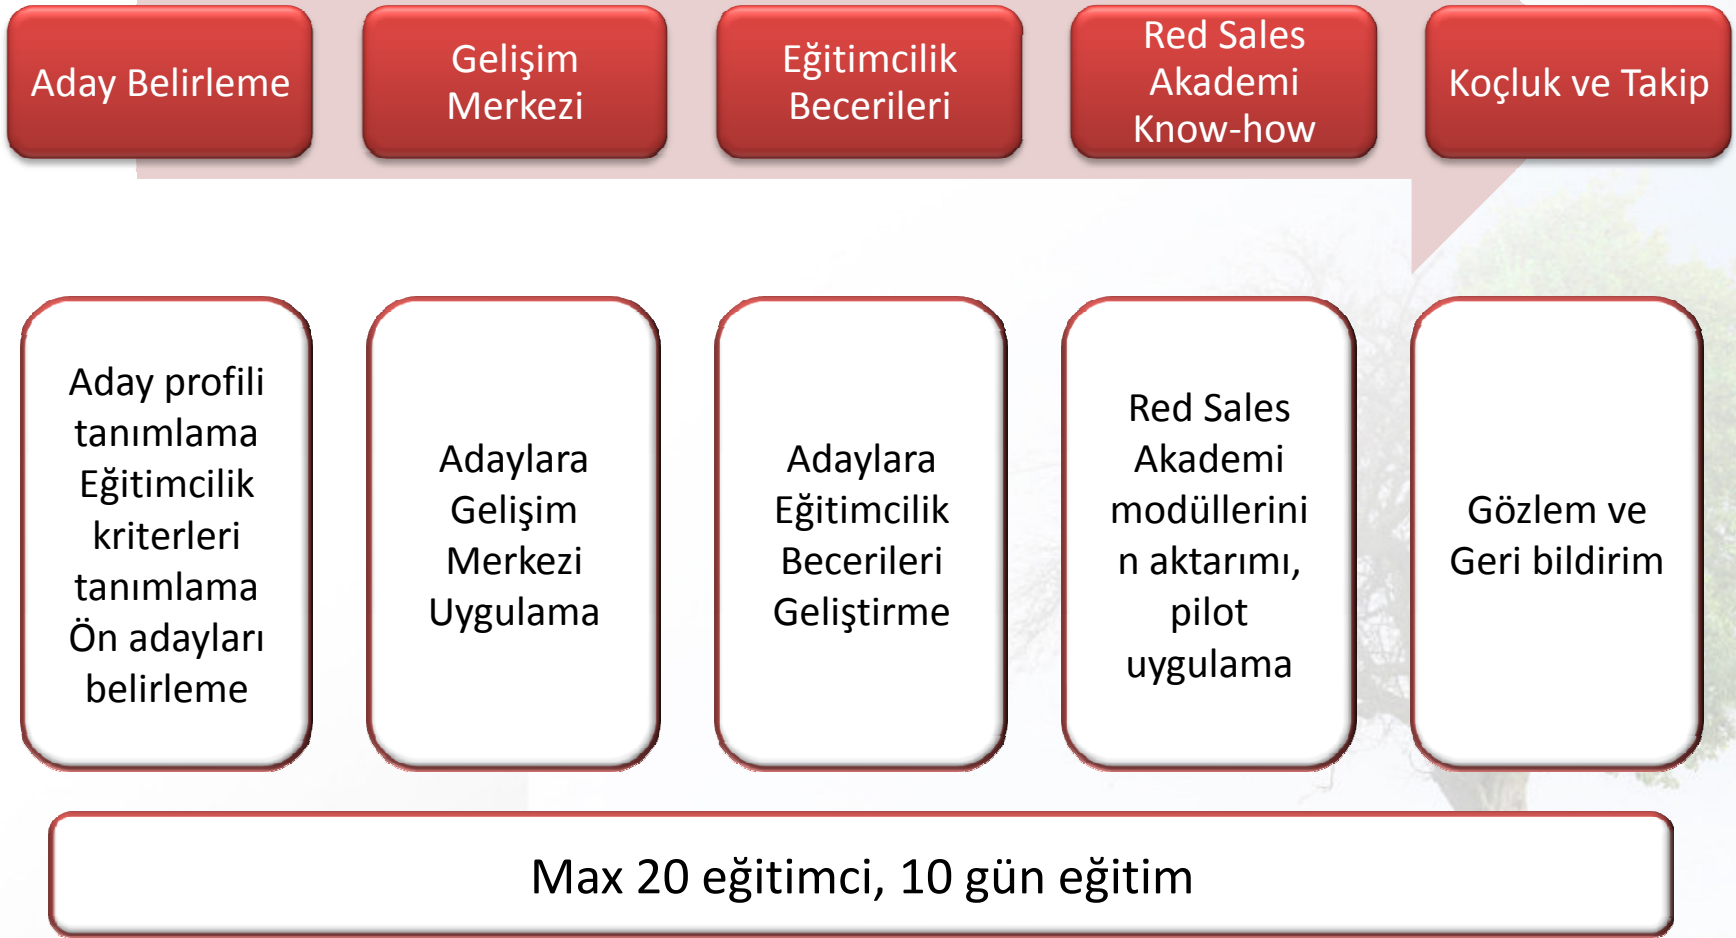 Aday Belirleme
Gelişim
Merkezi
Eğitimcilik
Becerileri
Red Sales
Akademi
Know-how
Koçluk ve Takip
Aday profili
tanımlama
Eğitimcilik
kriterleri
tanımlama
Ön adayları
belirleme
Adaylara
Gelişim
Merkezi
Uygulama
Adaylara
Eğitimcilik
Becerileri
Geliştirme
Red Sales
Akademi
modüllerini
n aktarımı,
pilot
uygulama
Gözlem ve
Geri bildirim
Max 20 eğitimci, 10 gün eğitim